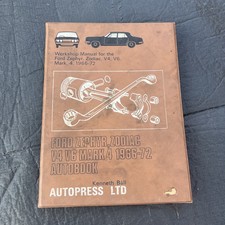 Workshop Manual for the
Ford Zephyr, Zodiac, V4, V6,
Mark, 4, 1966-72
FORD ZEPHYR, ZODIAC
V4 V6 MARK 4 1966-72
AUTOBOOK
Kenneth Ball
AUTOPRESS LTD